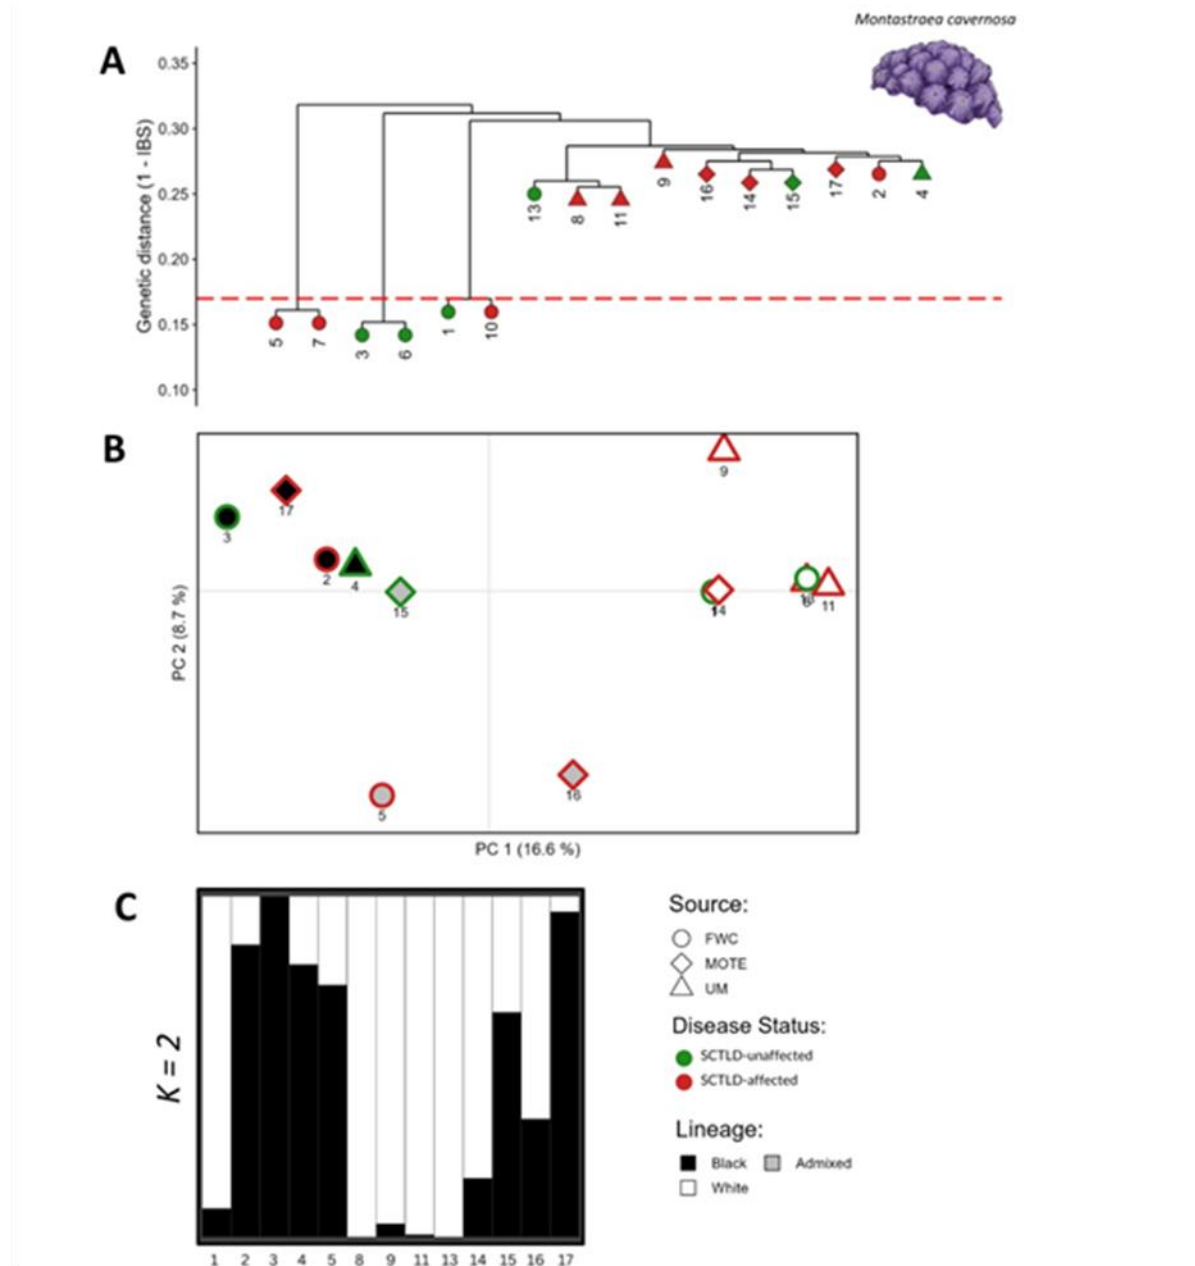 Montastraea cavernosa
A
0.35
0.30
0.25
0.20
0.15
0.10
Genetic distance (1 - IBS)
5
7
3
6
1
10
13
8
11
9
16
14
15
17
2
4
B
9
17
3
2
4
15
14
11
16
5
PC 2 (8.7 %)
PC 1 (16.6 %)
C
K = 2
1 2 3 4 5 8 9 11 13 14 15 16 17
Source:
FWC
MOTE
UM
Disease Status:
SCTLD-unaffected
SCTLD-affected
Lineage:
Black Admixed
White